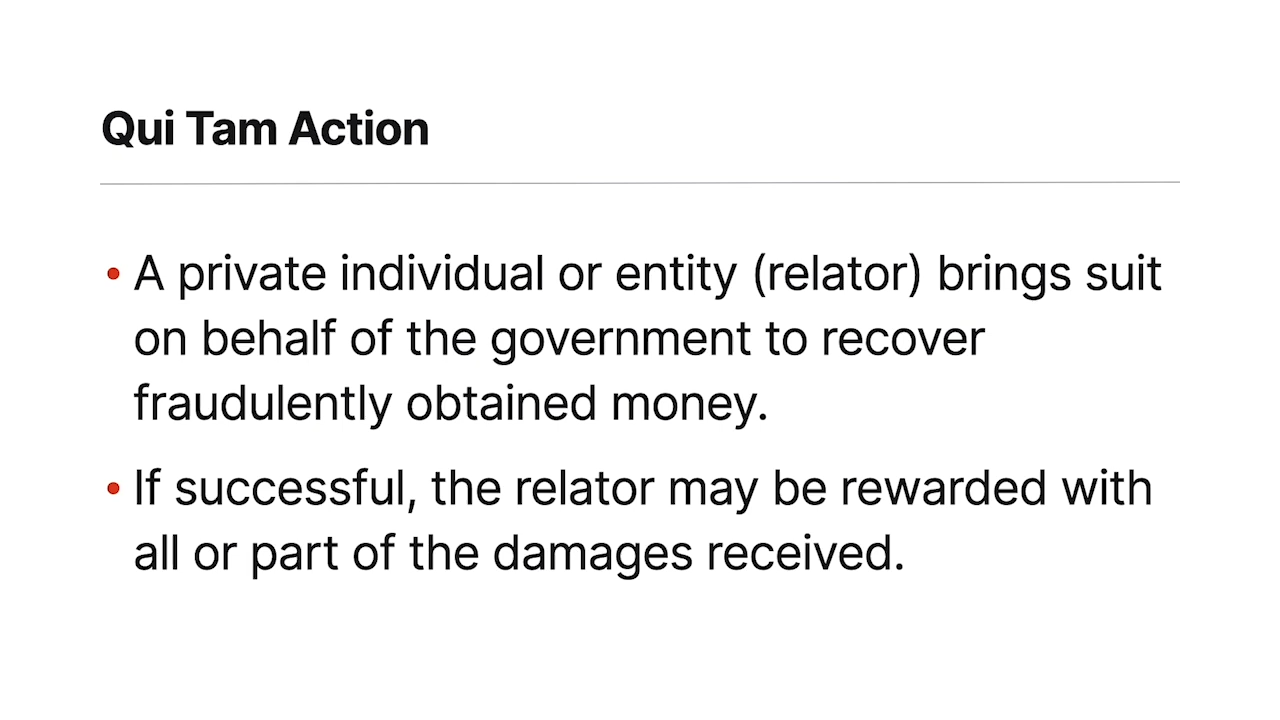 Qui Tam Action
• A private individual or entity (relator) brings suit
on behalf of the government to recover
fraudulently obtained money.
• If successful, the relator may be rewarded with
all or part of the damages received.